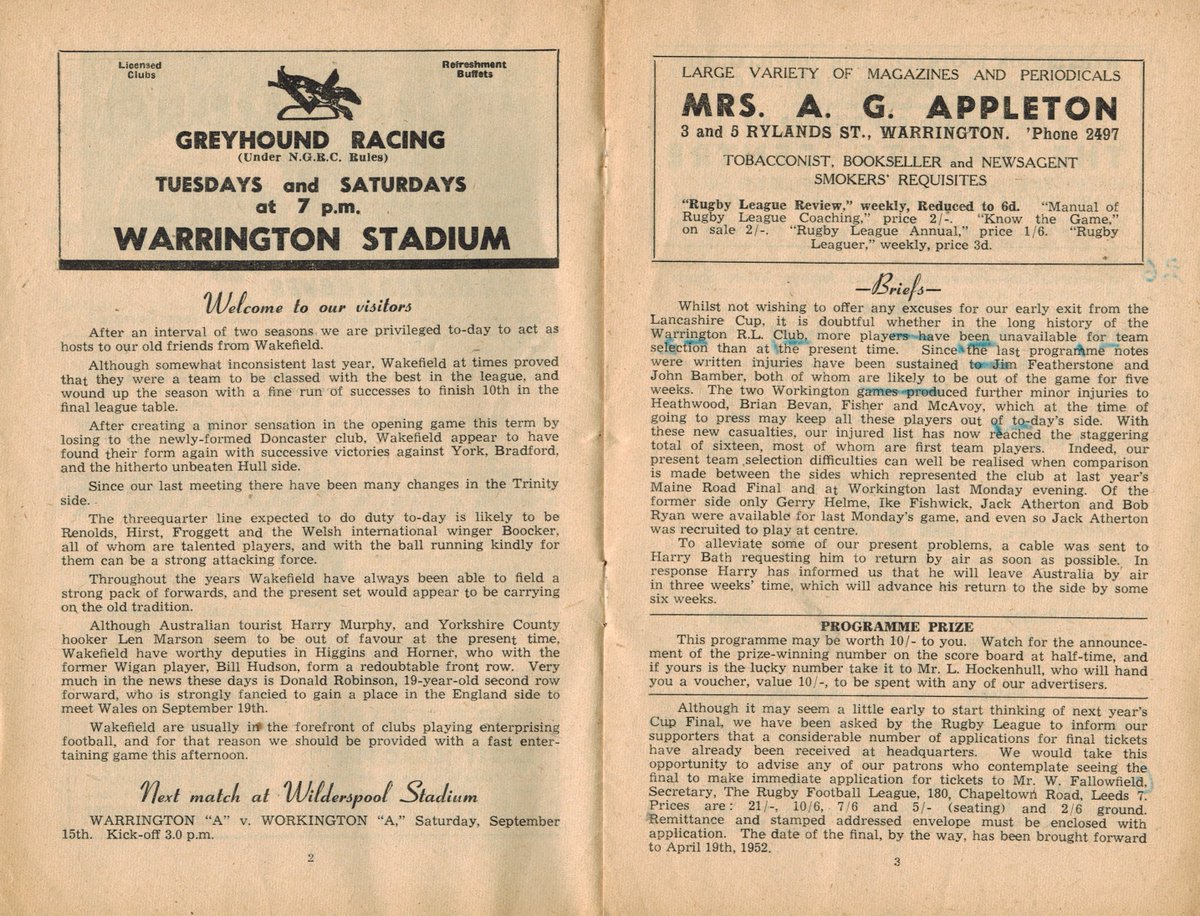 Licensed
Clubs
Refreshment
Buffets
GREYHOUND RACING
(Under N.G.R.C. Rules)
TUESDAYS and SATURDAYS
at 7 p.m.
WARRINGTON STADIUM
Welcome to our visitors
After an interval of two seasons we are privileged to-day to act as
hosts to our old friends from Wakefield.
Although somewhat inconsistent last year, Wakefield at times proved
that they were a team to be classed with the best in the league, and
wound up the season with a fine run of successes to finish 10th in the
final league table.
After creating a minor sensation in the opening game this term by
losing to the newly-formed Doncaster club, Wakefield appear to have
found their form again with successive victories against York, Bradford,
and the hitherto unbeaten Hull side.
Since our last meeting there have been many changes in the Trinity
side.
The threequarter line expected to do duty to-day is likely to be
Renolds, Hirst, Froggett and the Welsh international winger Boocker,
all of whom are talented players, and with the ball running kindly for
them can be a strong attacking force.
Throughout the years Wakefield have always been able to field a
strong pack of forwards, and the present set would appear to be carrying
on the old tradition.
Although Australian tourist Harry Murphy, and Yorkshire County
hooker Len Marson seem to be out of favour at the present time,
Wakefield have worthy deputies in Higgins and Horner, who with the
former Wigan player, Bill Hudson, form a redoubtable front row. Very
much in the news these days is Donald Robinson, 19-year-old second row
forward, who is strongly fancied to gain a place in the England side to
meet Wales on September 19th.
Wakefield are usually in the forefront of clubs playing enterprising
football, and for that reason we should be provided with a fast enter-
taining game this afternoon.
Next match at Wilderspool Stadium
WARRINGTON "A" v. WORKINGTON "A," Saturday, September
15th. Kick-off 3.0 p.m.
2
LARGE VARIETY OF MAGAZINES AND PERIODICALS
MRS. A. G. APPLETON
3 and 5 RYLANDS ST., WARRINGTON. 'Phone 2497
TOBACCONIST, BOOKSELLER and NEWSAGENT
SMOKERS' REQUISITES
"Rugby League Review," weekly, Reduced to 6d. "Manual of
Rugby League Coaching," price 2/-. "Know the Game,"
on sale 2/-. "Rugby League Annual," price 1/6. "Rugby
Leaguer," weekly, price 3d.
—Briefs—
Whilst not wishing to offer any excuses for our early exit from the
Lancashire Cup, it is doubtful whether in the long history of the
Warrington R.L. Club, more players have been unavailable for team
selection than at the present time. Since the last programme notes
were written injuries have been sustained to Jim Featherstone and
John Bamber, both of whom are likely to be out of the game for five
weeks. The two Workington games produced further minor injuries to
Heathwood, Brian Bevan, Fisher and McAvoy, which at the time of
going to press may keep all these players out of to-day's side. With
these new casualties, our injured list has now reached the staggering
total of sixteen, most of whom are first team players. Indeed, our
present team selection difficulties can well be realised when comparison
is made between the sides which represented the club at last year's
Maine Road Final and at Workington last Monday evening. Of the
former side only Gerry Helme, Ike Fishwick, Jack Atherton and Bob
Ryan were available for last Monday's game, and even so Jack Atherton
was recruited to play at centre.
To alleviate some of our present problems, a cable was sent to
Harry Bath requesting him to return by air as soon as possible. In
response Harry has informed us that he will leave Australia by air
in three weeks' time, which will advance his return to the side by some
six weeks.
PROGRAMME PRIZE
This programme may be worth 10/- to you. Watch for the announce-
ment of the prize-winning number on the score board at half-time, and
if yours is the lucky number take it to Mr. L. Hockenhull, who will hand
you a voucher, value 10/-, to be spent with any of our advertisers.
Although it may seem a little early to start thinking of next year's
Cup Final, we have been asked by the Rugby League to inform our
supporters that a considerable number of applications for final tickets
have already been received at headquarters. We would take this
opportunity to advise any of our patrons who contemplate seeing the
final to make immediate application for tickets to Mr. W. Fallowfield,
Secretary, The Rugby Football League, 180, Chapeltown Road, Leeds 7.
Prices are: 21/-, 10/6, 7/6 and 5/- (seating) and 2/6 ground.
Remittance and stamped addressed envelope must be enclosed with
application. The date of the final, by the way, has been brought forward
to April 19th, 1952.
3